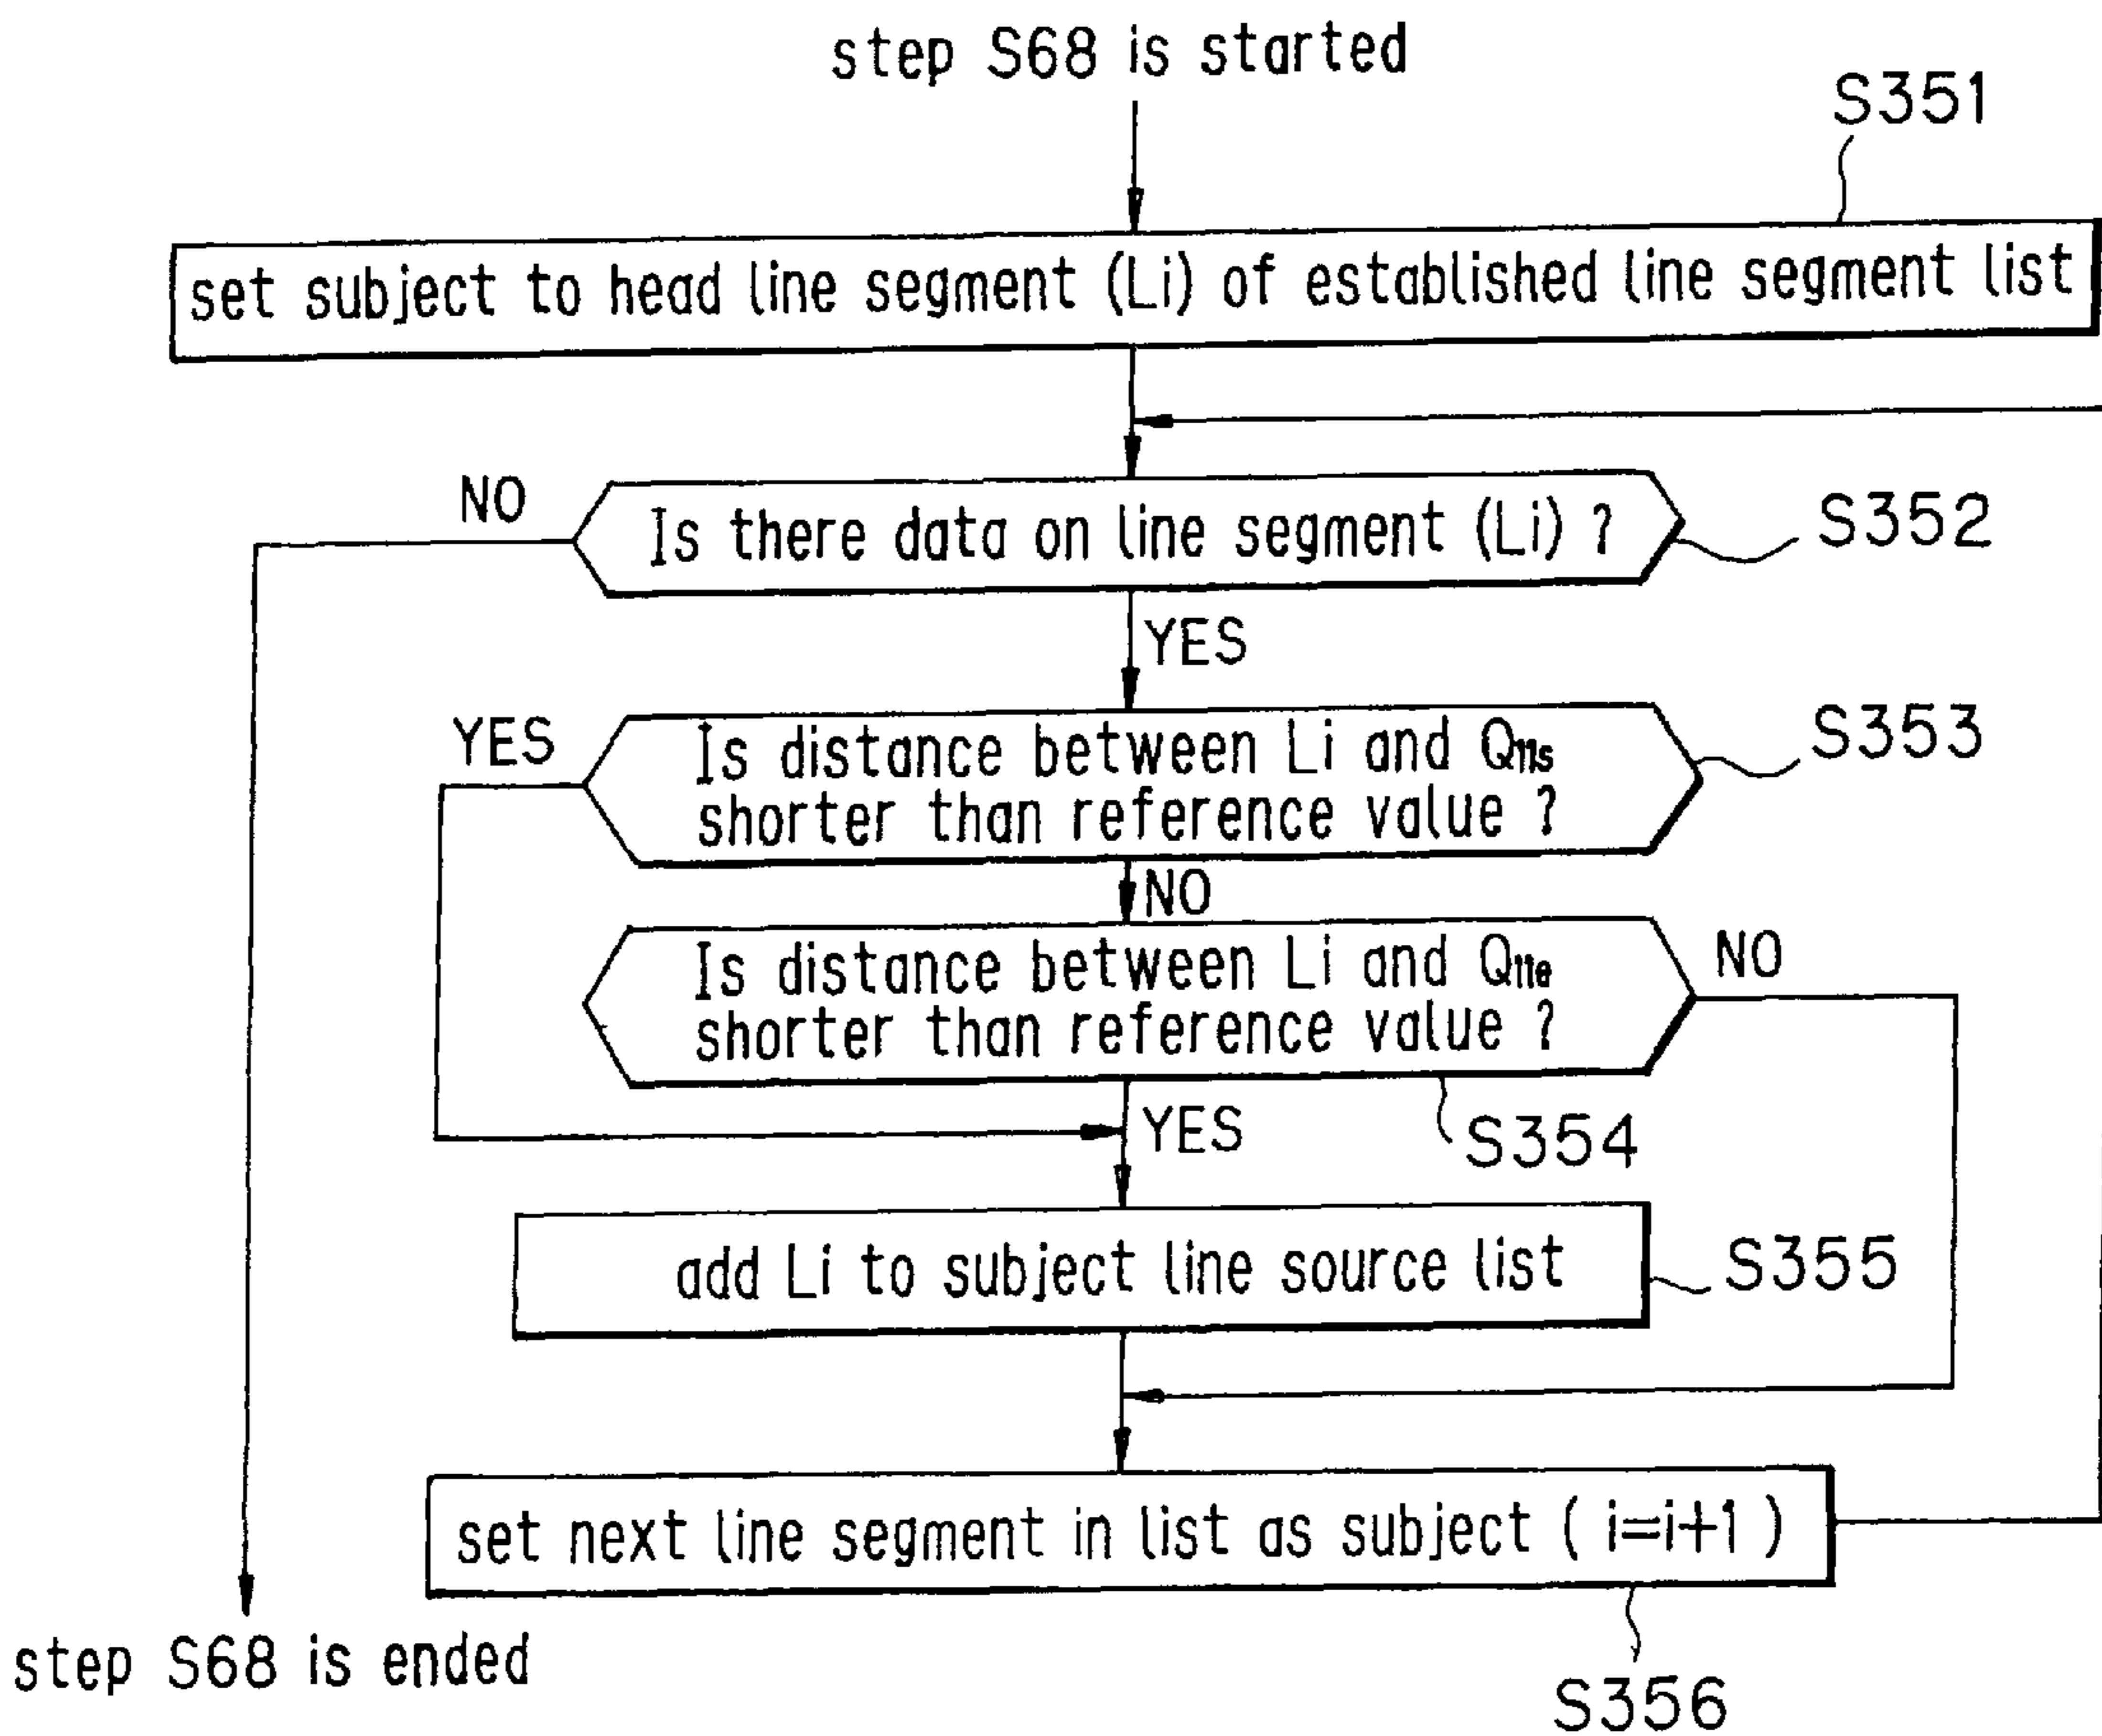 step S68 is started
S351
set subject to head line segment (Li) of established line segment list
NO
Is there data on line segment (Li) ?
S352
YES
YES
Is distance between Li and Q11s
shorter than reference value ?
S353
NO
Is distance between Li and Q11e
shorter than reference value ?
NO
YES
S354
add Li to subject line source list
S355
set next line segment in list as subject ( i=i+1 )
step S68 is ended
S356